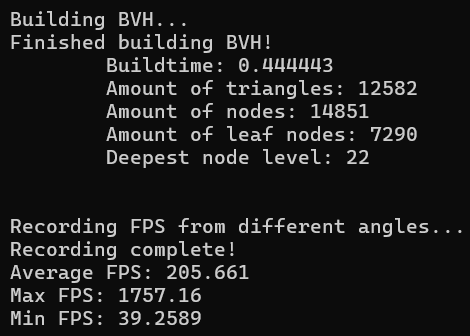 Building BVH...
Finished building BVH!
Buildtime: 0.444443
Amount of triangles: 12582
Amount of nodes: 14851
Amount of leaf nodes: 7290
Deepest node level: 22
Recording FPS from different angles...
Recording complete!
Average FPS: 205.661
Max FPS: 1757.16
Min FPS: 39.2589